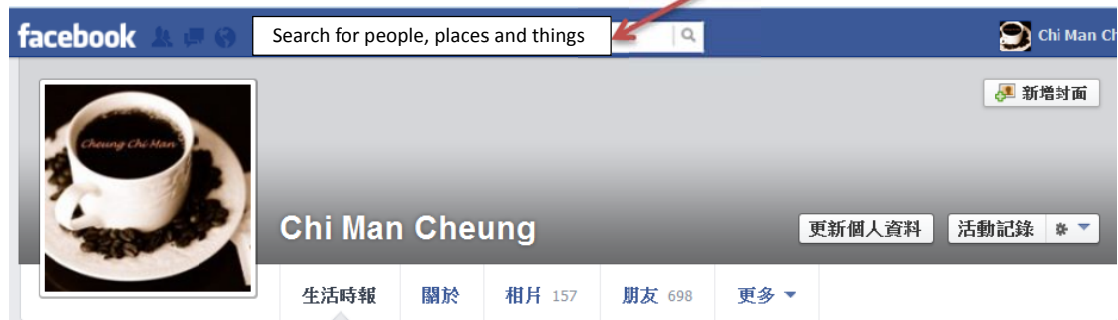 facebook Search for people, places and things Chi Man Ch
新增封面
Cheung Chi-Man
Chi Man Cheung 更新個人資料 活動記錄
生活時報 關於 相片 157 朋友 698 更多